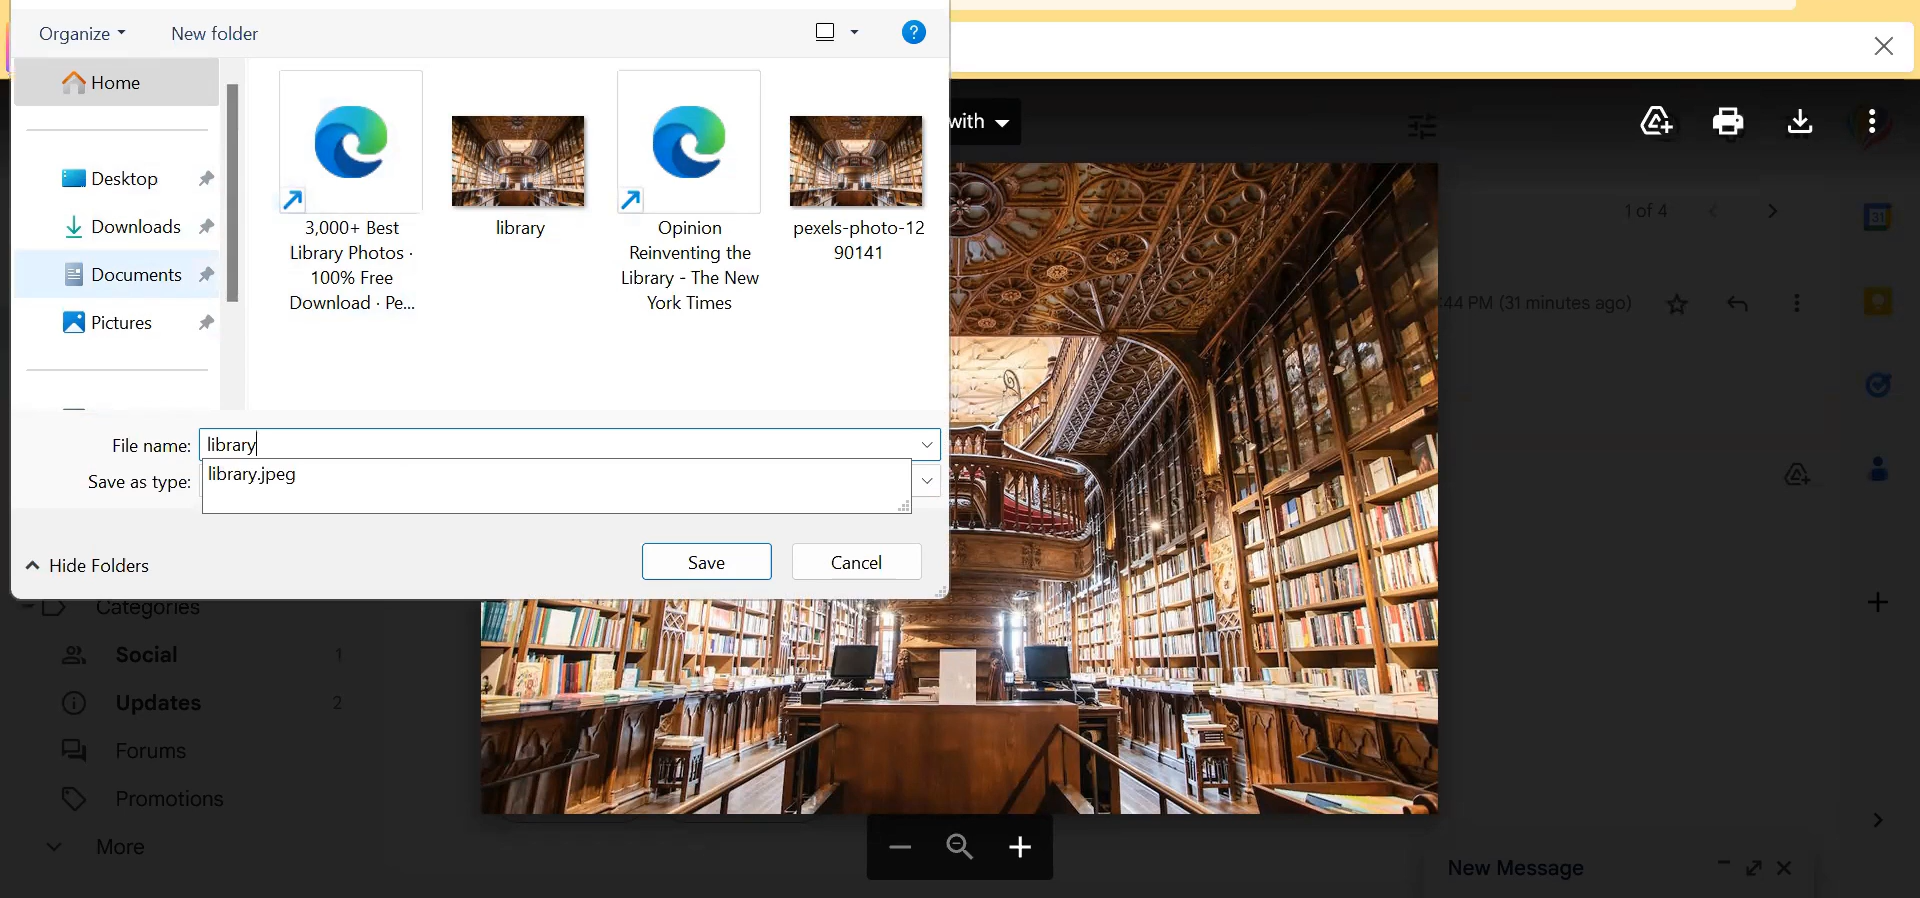 Organize
New folder
?
Home
Desktop
Downloads
Documents
Pictures
3,000+ Best
Library Photos ·
100% Free
Download · Pe...
library
Opinion
Reinventing the
Library - The New
York Times
pexels-photo-12
90141
File name: library
library.jpeg
Save as type:
Hide Folders
Save
Cancel
with
1 of 4
31
:44 PM (31 minutes ago)
Categories
Social 1
Updates 2
Forums
Promotions
More
New Message